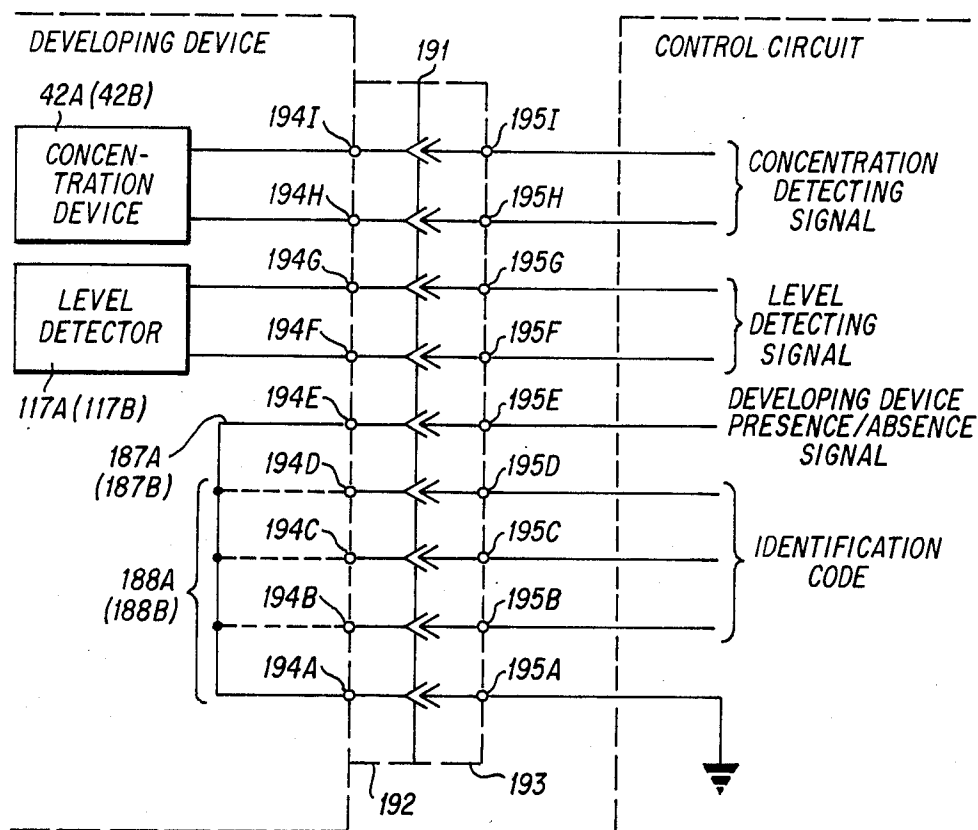 DEVELOPING DEVICE
191
CONTROL CIRCUIT
42A (42B)
CONCEN-
TRATION
DEVICE
194I
195I
194H
195H
CONCENTRATION
DETECTING
SIGNAL
LEVEL
DETECTOR
194G
195G
194F
195F
LEVEL
DETECTING
SIGNAL
117A (117B)
194E
195E
DEVELOPING DEVICE
PRESENCE/ABSENCE
SIGNAL
187A
(187B)
194D
195D
194C
195C
IDENTIFICATION
CODE
188A
(188B)
194B
195B
194A
195A
192
193